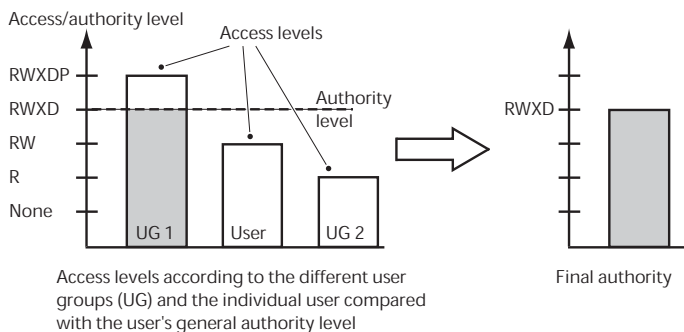 Access/authority level
Access levels
RWXDP
RWXD
Authority
level
RW
R
None
UG 1
User
UG 2
RWXD
Access levels according to the different user
groups (UG) and the individual user compared
with the user's general authority level
Final authority